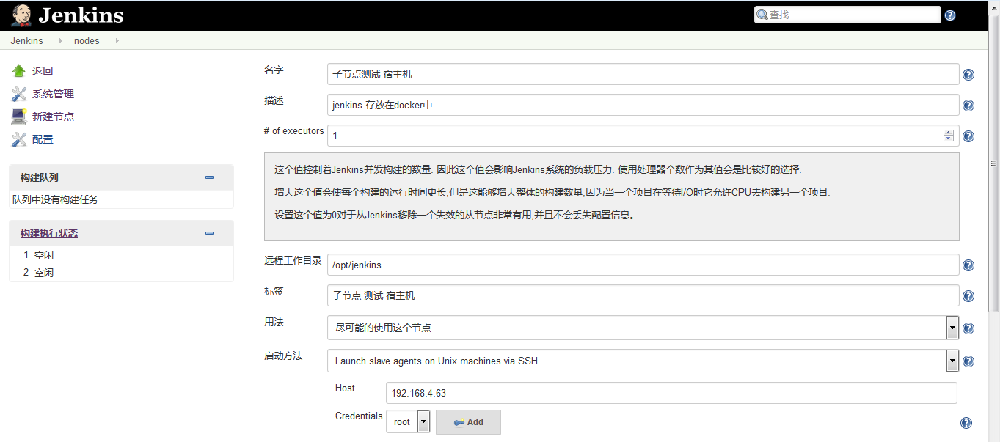 Jenkins
查找
Jenkins
nodes
返回
系统管理
新建节点
配置
构建队列
队列中没有构建任务
构建执行状态
1 空闲
2 空闲
名字
子节点测试-宿主机
描述
jenkins 存放在docker中
# of executors
1
这个值控制着Jenkins并发构建的数量. 因此这个值会影响Jenkins系统的负载压力. 使用处理器个数作为其值会是比较好的选择.
增大这个值会使每个构建的运行时间更长,但是这能够增大整体的构建数量,因为当一个项目在等待I/O时它允许CPU去构建另一个项目.
设置这个值为0对于从Jenkins移除一个失效的从节点非常有用,并且不会丢失配置信息。
远程工作目录
/opt/jenkins
标签
子节点 测试 宿主机
用法
尽可能的使用这个节点
启动方法
Launch slave agents on Unix machines via SSH
Host
192.168.4.63
Credentials
root
Add